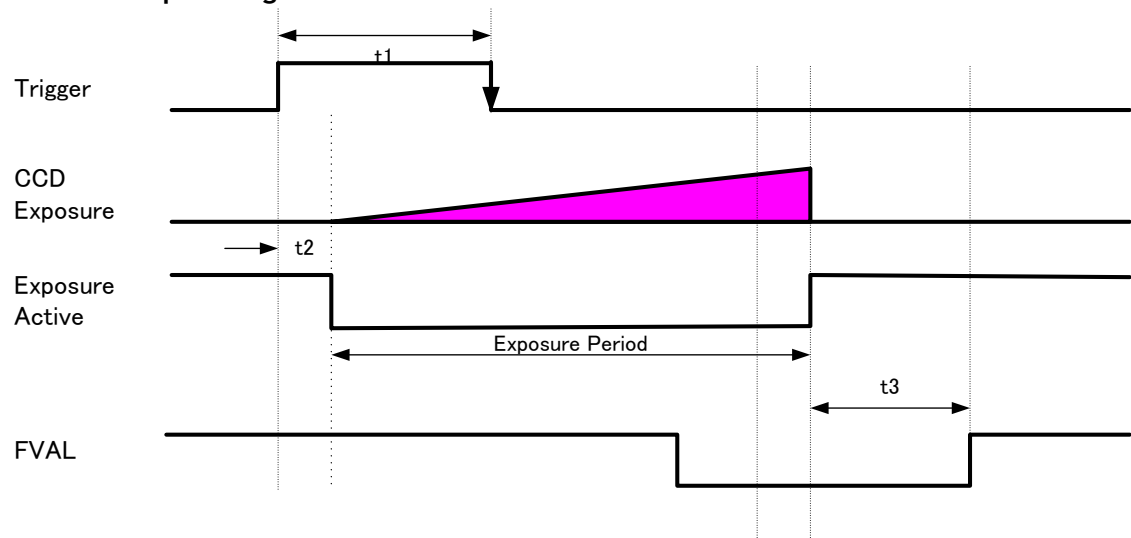 t1
Trigger
CCD
Exposure
t2
Exposure
Active
Exposure Period
t3
FVAL